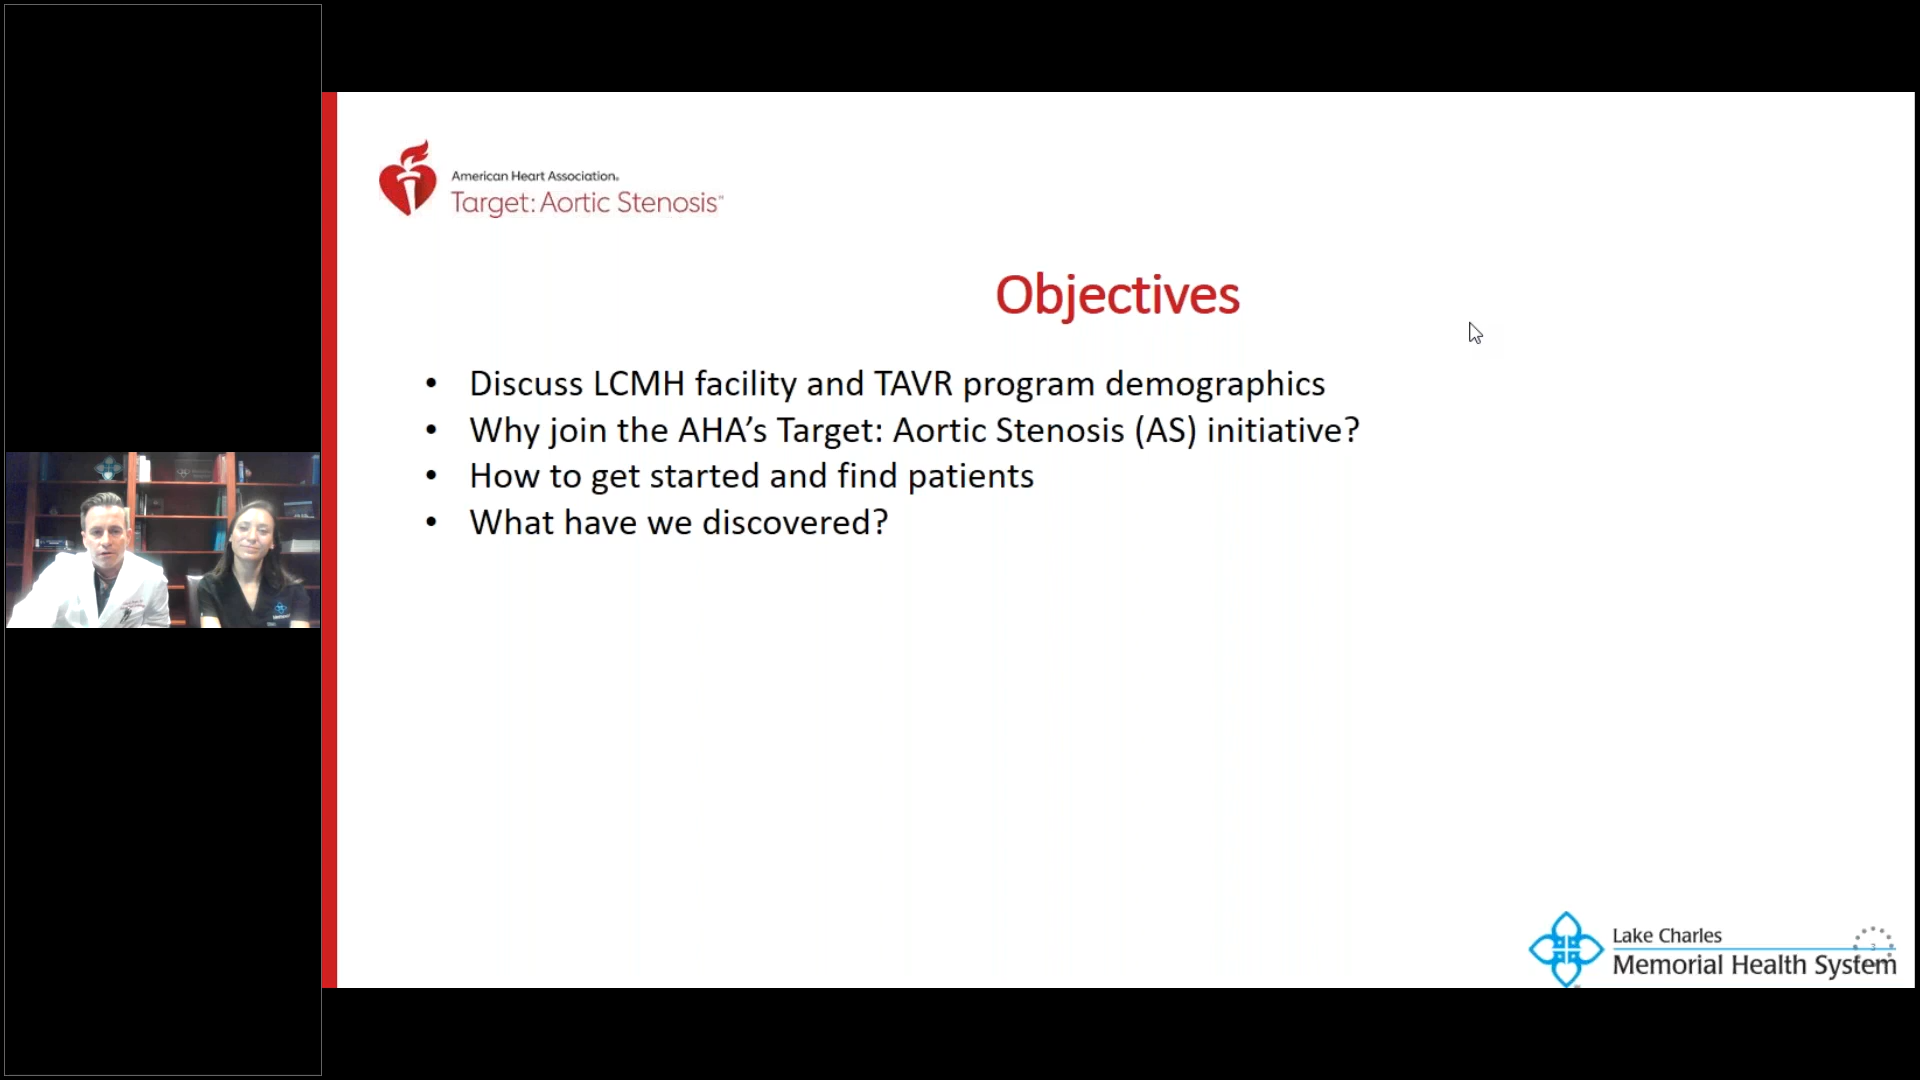 American Heart Association®
Target: Aortic Stenosis™
Objectives
• Discuss LCMH facility and TAVR program demographics
• Why join the AHA’s Target: Aortic Stenosis (AS) initiative?
• How to get started and find patients
• What have we discovered?
Lake Charles
Memorial Health System
3